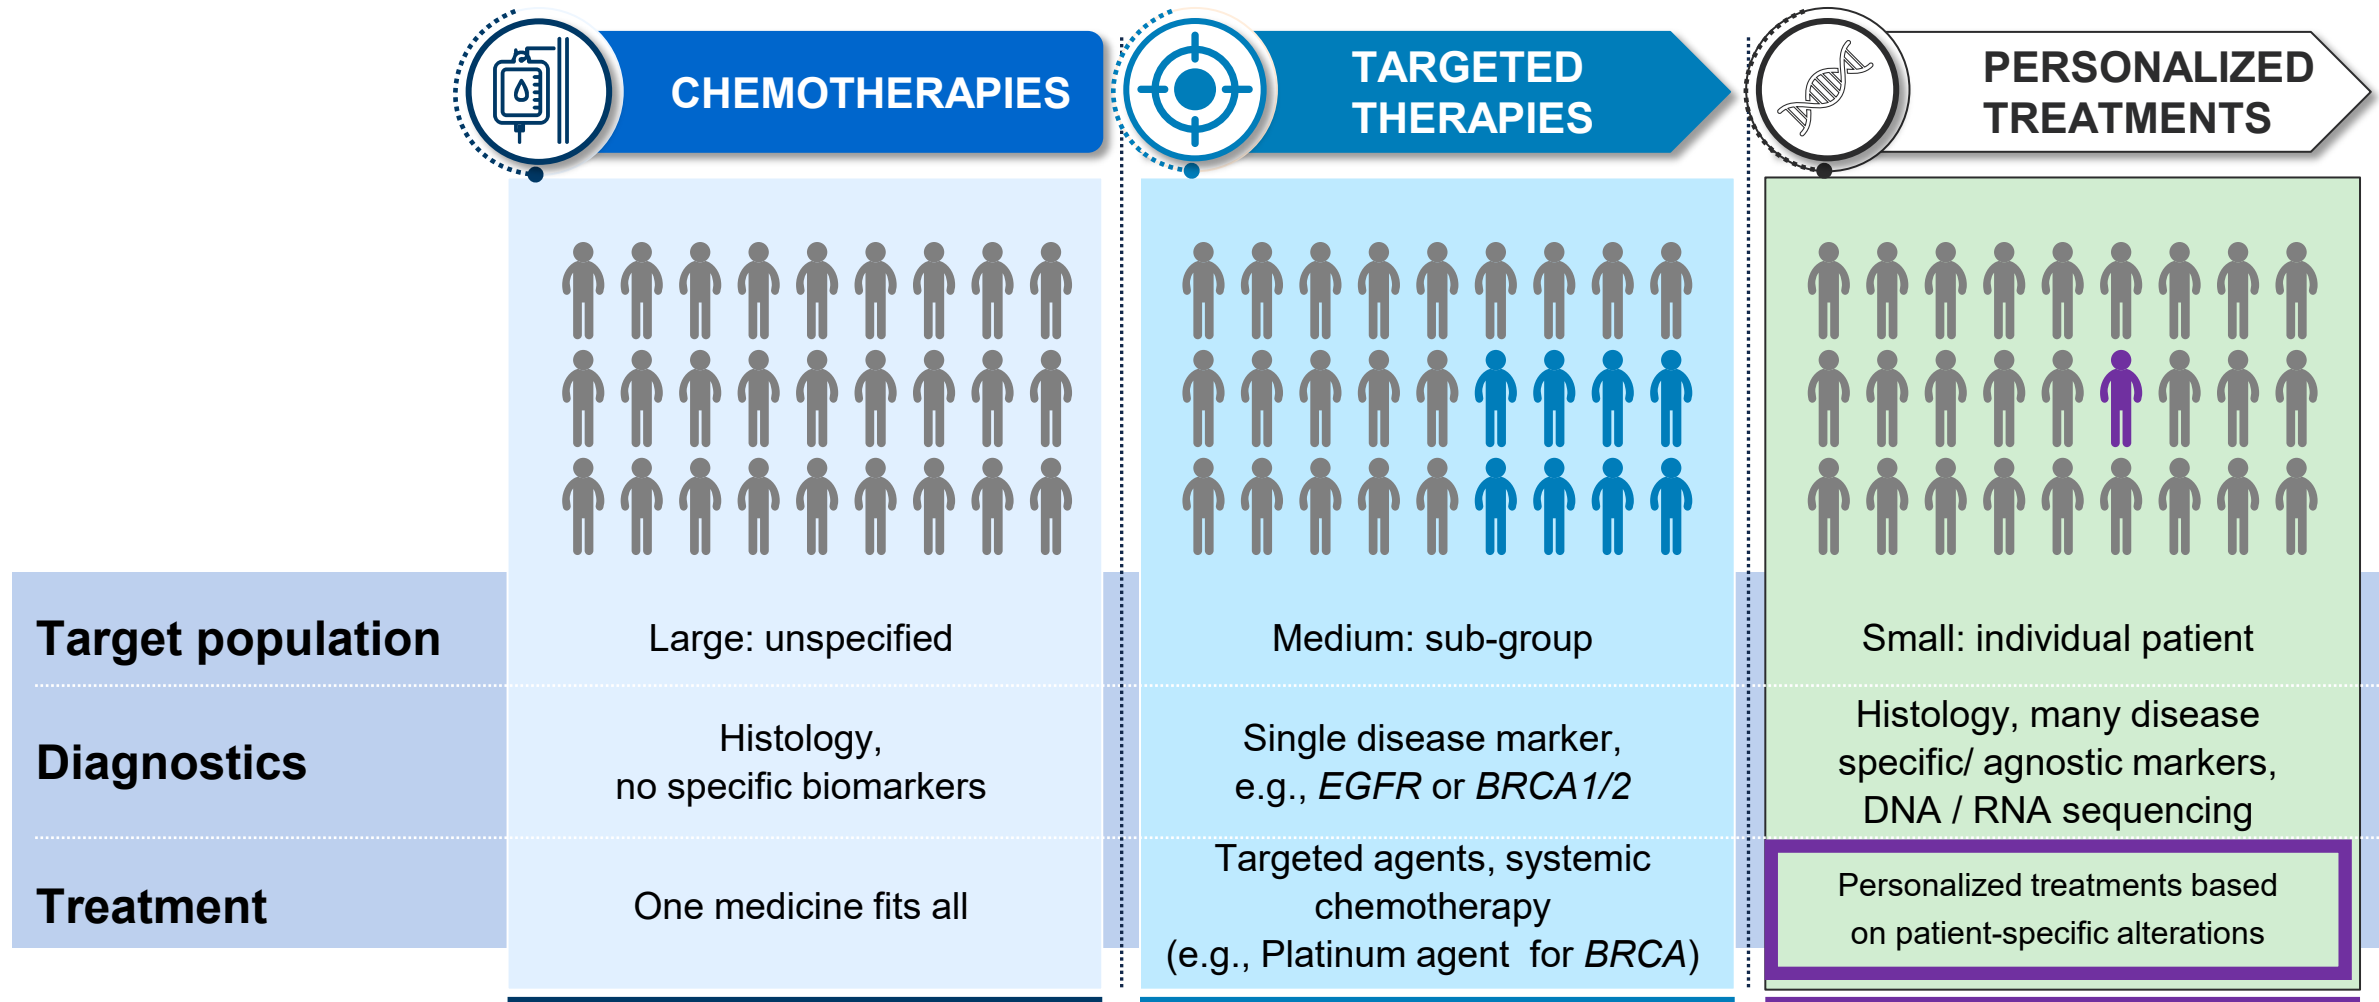 CHEMOTHERAPIES
TARGETED
THERAPIES
PERSONALIZED
TREATMENTS
Target population
Large: unspecified
Medium: sub-group
Small: individual patient
Diagnostics
Histology,
no specific biomarkers
Single disease marker,
e.g., EGFR or BRCA1/2
Histology, many disease
specific/ agnostic markers,
DNA / RNA sequencing
Treatment
One medicine fits all
Targeted agents, systemic
chemotherapy
(e.g., Platinum agent for BRCA)
Personalized treatments based
on patient-specific alterations